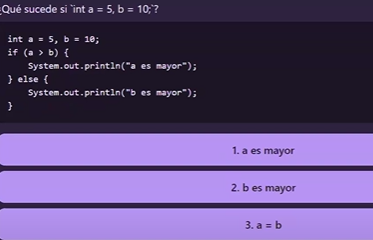 ¿Qué sucede si `int a = 5, b = 10;`?
int a = 5, b = 10;
if (a > b) {
    System.out.println("a es mayor");
} else {
    System.out.println("b es mayor");
}
1. a es mayor
2. b es mayor
3. a = b